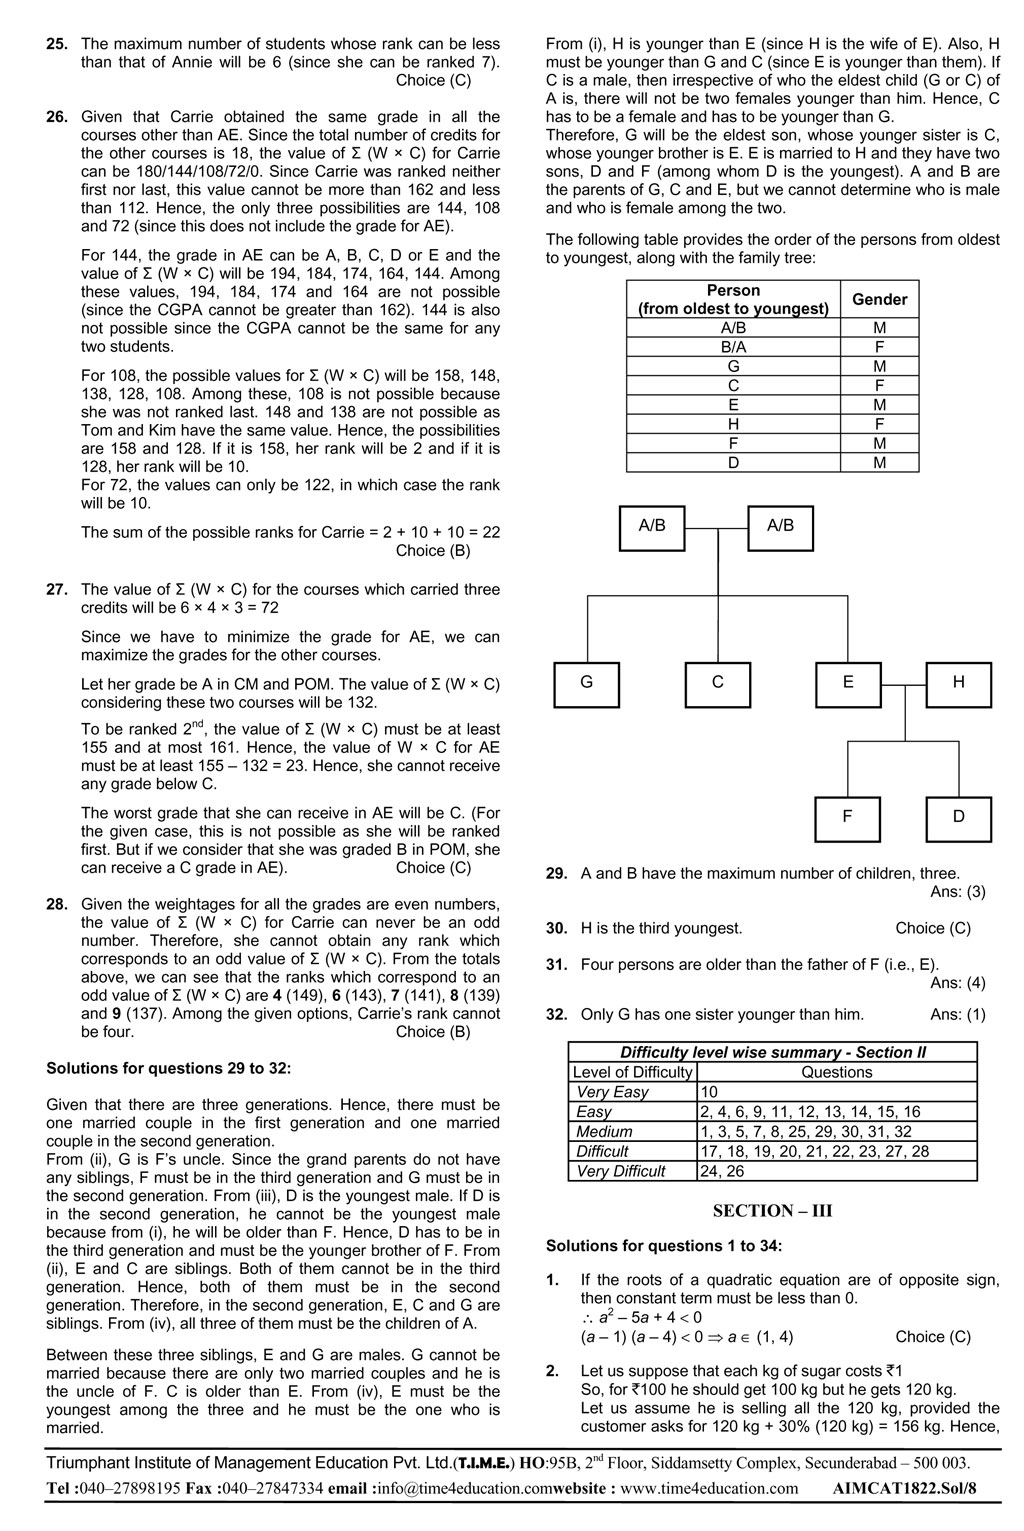 25. The maximum number of students whose rank can be less
than that of Annie will be 6 (since she can be ranked 7).
Choice (C)
26. Given that Carrie obtained the same grade in all the
courses other than AE. Since the total number of credits for
the other courses is 18, the value of Σ (W × C) for Carrie
can be 180/144/108/72/0. Since Carrie was ranked neither
first nor last, this value cannot be more than 162 and less
than 112. Hence, the only three possibilities are 144, 108
and 72 (since this does not include the grade for AE).
For 144, the grade in AE can be A, B, C, D or E and the
value of Σ (W × C) will be 194, 184, 174, 164, 144. Among
these values, 194, 184, 174 and 164 are not possible
(since the CGPA cannot be greater than 162). 144 is also
not possible since the CGPA cannot be the same for any
two students.
For 108, the possible values for Σ (W × C) will be 158, 148,
138, 128, 108. Among these, 108 is not possible because
she was not ranked last. 148 and 138 are not possible as
Tom and Kim have the same value. Hence, the possibilities
are 158 and 128. If it is 158, her rank will be 2 and if it is
128, her rank will be 10.
For 72, the values can only be 122, in which case the rank
will be 10.
The sum of the possible ranks for Carrie = 2 + 10 + 10 = 22
Choice (B)
27. The value of Σ (W × C) for the courses which carried three
credits will be 6 × 4 × 3 = 72
Since we have to minimize the grade for AE, we can
maximize the grades for the other courses.
Let her grade be A in CM and POM. The value of Σ (W × C)
considering these two courses will be 132.
To be ranked 2nd, the value of Σ (W × C) must be at least
155 and at most 161. Hence, the value of W × C for AE
must be at least 155 – 132 = 23. Hence, she cannot receive
any grade below C.
The worst grade that she can receive in AE will be C. (For
the given case, this is not possible as she will be ranked
first. But if we consider that she was graded B in POM, she
can receive a C grade in AE). Choice (C)
28. Given the weightages for all the grades are even numbers,
the value of Σ (W × C) for Carrie can never be an odd
number. Therefore, she cannot obtain any rank which
corresponds to an odd value of Σ (W × C). From the totals
above, we can see that the ranks which correspond to an
odd value of Σ (W × C) are 4 (149), 6 (143), 7 (141), 8 (139)
and 9 (137). Among the given options, Carrie's rank cannot
be four. Choice (B)
Solutions for questions 29 to 32:
Given that there are three generations. Hence, there must be
one married couple in the first generation and one married
couple in the second generation.
From (ii), G is F's uncle. Since the grand parents do not have
any siblings, F must be in the third generation and G must be in
the second generation. From (iii), D is the youngest male. If D is
in the second generation, he cannot be the youngest male
because from (i), he will be older than F. Hence, D has to be in
the third generation and must be the younger brother of F. From
(ii), E and C are siblings. Both of them cannot be in the third
generation. Hence, both of them must be in the second
generation. Therefore, in the second generation, E, C and G are
siblings. From (iv), all three of them must be the children of A.
Between these three siblings, E and G are males. G cannot be
married because there are only two married couples and he is
the uncle of F. C is older than E. From (iv), E must be the
youngest among the three and he must be the one who is
married.
From (i), H is younger than E (since H is the wife of E). Also, H
must be younger than G and C (since E is younger than them). If
C is a male, then irrespective of who the eldest child (G or C) of
A is, there will not be two females younger than him. Hence, C
has to be a female and has to be younger than G.
Therefore, G will be the eldest son, whose younger sister is C,
whose younger brother is E. E is married to H and they have two
sons, D and F (among whom D is the youngest). A and B are
the parents of G, C and E, but we cannot determine who is male
and who is female among the two.
The following table provides the order of the persons from oldest
to youngest, along with the family tree:
Person
(from oldest to youngest) Gender
A/B M
B/A F
G M
C F
E M
H F
F M
D M
A/B A/B
G C E H
F D
29. A and B have the maximum number of children, three.
Ans: (3)
30. H is the third youngest. Choice (C)
31. Four persons are older than the father of F (i.e., E).
Ans: (4)
32. Only G has one sister younger than him. Ans: (1)
Difficulty level wise summary - Section II
Level of Difficulty Questions
Very Easy 10
Easy 2, 4, 6, 9, 11, 12, 13, 14, 15, 16
Medium 1, 3, 5, 7, 8, 25, 29, 30, 31, 32
Difficult 17, 18, 19, 20, 21, 22, 23, 27, 28
Very Difficult 24, 26
SECTION – III
Solutions for questions 1 to 34:
1. If the roots of a quadratic equation are of opposite sign,
then constant term must be less than 0.
∴ a² – 5a + 4 < 0
(a – 1) (a – 4) < 0 ⇒ a ∈ (1, 4) Choice (C)
2. Let us suppose that each kg of sugar costs ₹1
So, for ₹100 he should get 100 kg but he gets 120 kg.
Let us assume he is selling all the 120 kg, provided the
customer asks for 120 kg + 30% (120 kg) = 156 kg. Hence,
Triumphant Institute of Management Education Pvt. Ltd.(T.I.M.E.) HO:95B, 2nd Floor, Siddamsetty Complex, Secunderabad – 500 003.
Tel :040–27898195 Fax :040–27847334 email :info@time4education.comwebsite : www.time4education.com AIMCAT1822.Sol/8